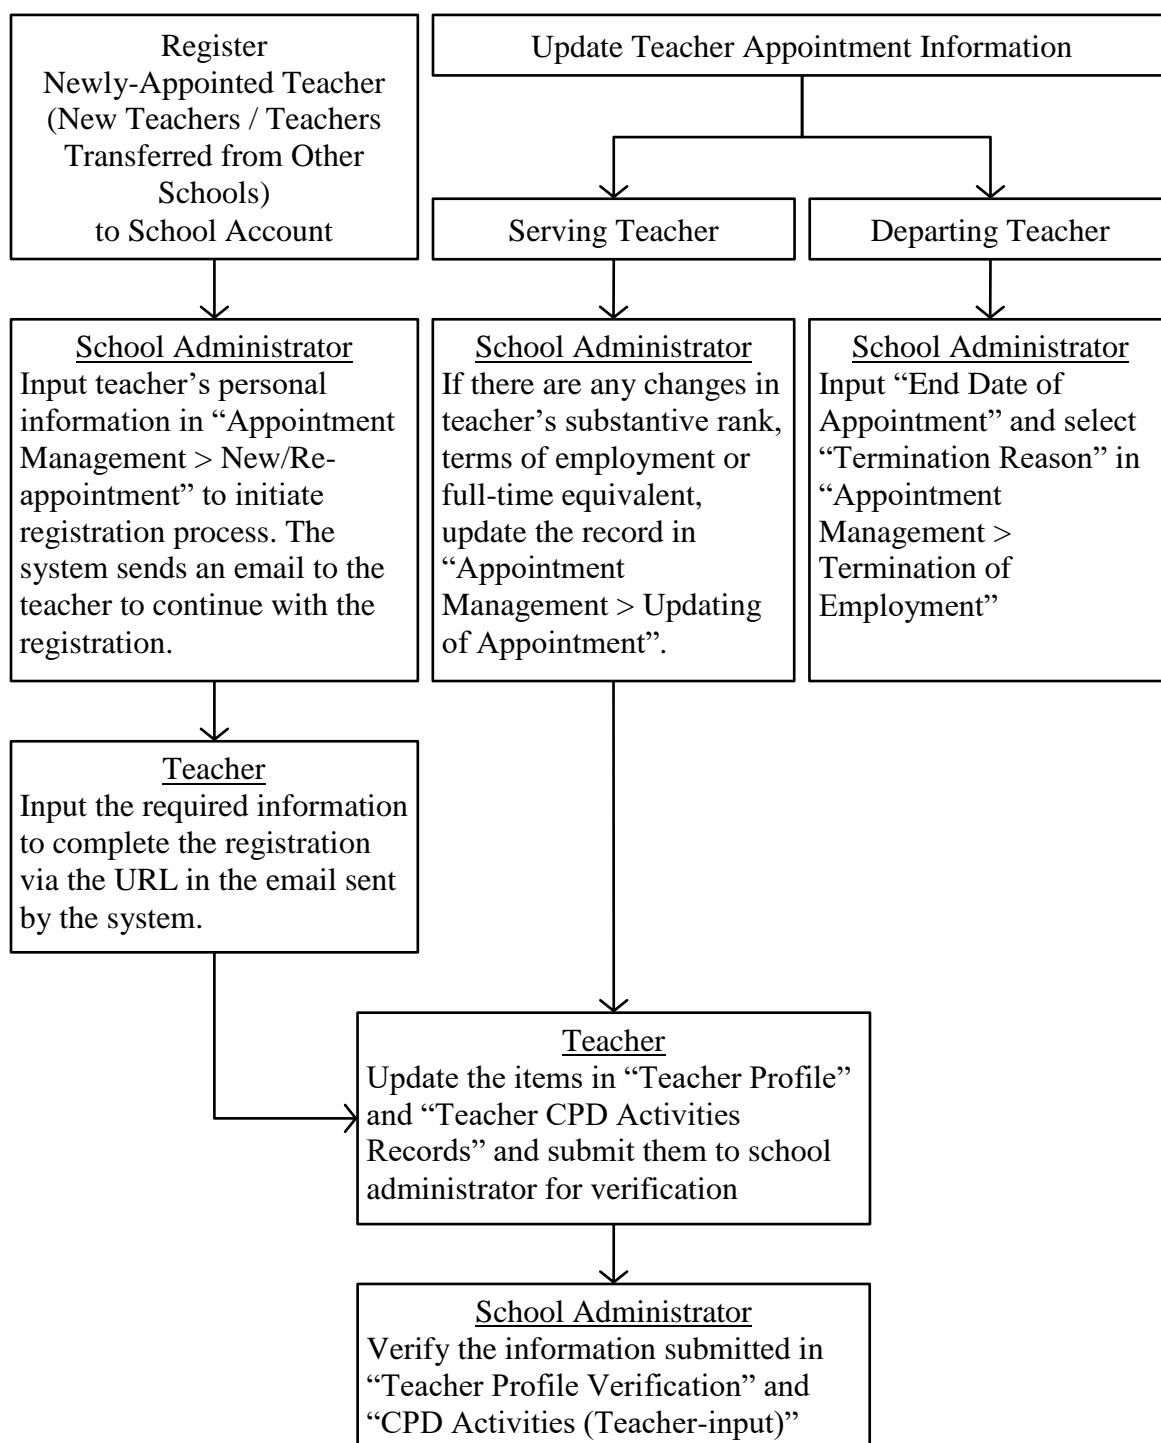 Register
Newly-Appointed Teacher
(New Teachers / Teachers
Transferred from Other
Schools)
to School Account
Update Teacher Appointment Information
Serving Teacher
Departing Teacher
School Administrator
Input teacher’s personal
information in “Appointment
Management > New/Re-
appointment” to initiate
registration process. The
system sends an email to the
teacher to continue with the
registration.
School Administrator
If there are any changes in
teacher’s substantive rank,
terms of employment or
full-time equivalent,
update the record in
“Appointment
Management > Updating
of Appointment”.
School Administrator
Input “End Date of
Appointment” and select
“Termination Reason” in
“Appointment
Management >
Termination of
Employment”
Teacher
Input the required information
to complete the registration
via the URL in the email sent
by the system.
Teacher
Update the items in “Teacher Profile”
and “Teacher CPD Activities
Records” and submit them to school
administrator for verification
School Administrator
Verify the information submitted in
“Teacher Profile Verification” and
“CPD Activities (Teacher-input)”